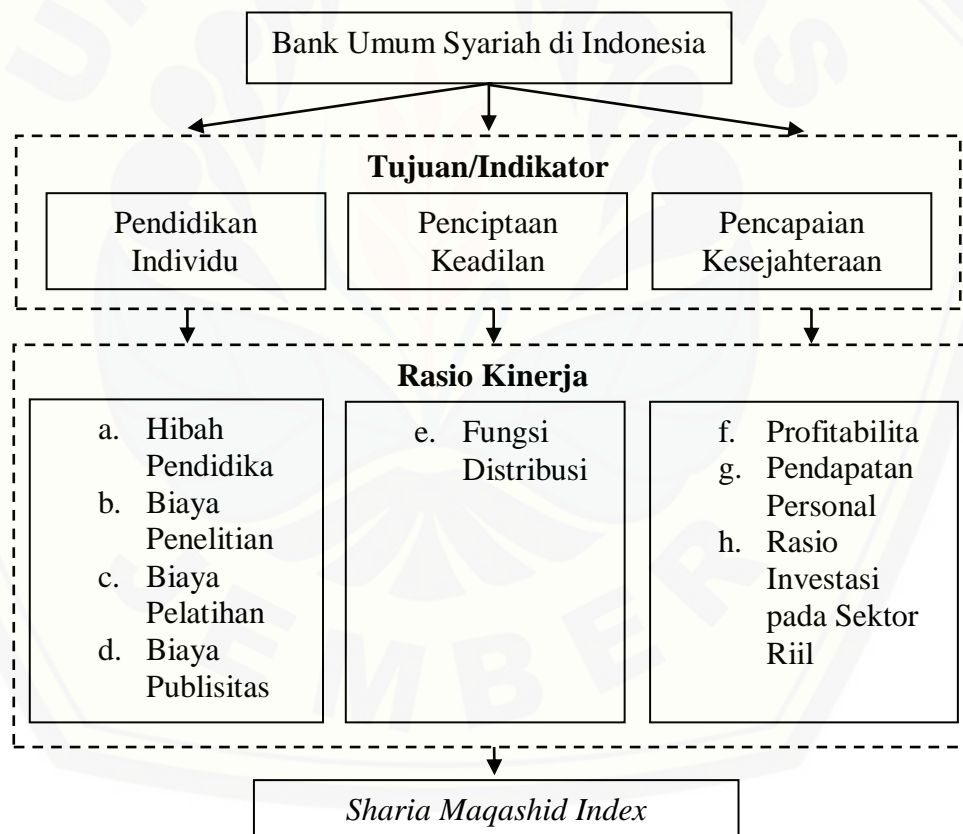 Bank Umum Syariah di Indonesia
Tujuan/Indikator
Pendidikan
Individu
Penciptaan
Keadilan
Pencapaian
Kesejahteraan
Rasio Kinerja
a. Hibah
Pendidika
b. Biaya
Penelitian
c. Biaya
Pelatihan
d. Biaya
Publisitas
e. Fungsi
Distribusi
f. Profitabilita
g. Pendapatan
Personal
h. Rasio
Investasi
pada Sektor
Riil
Sharia Maqashid Index